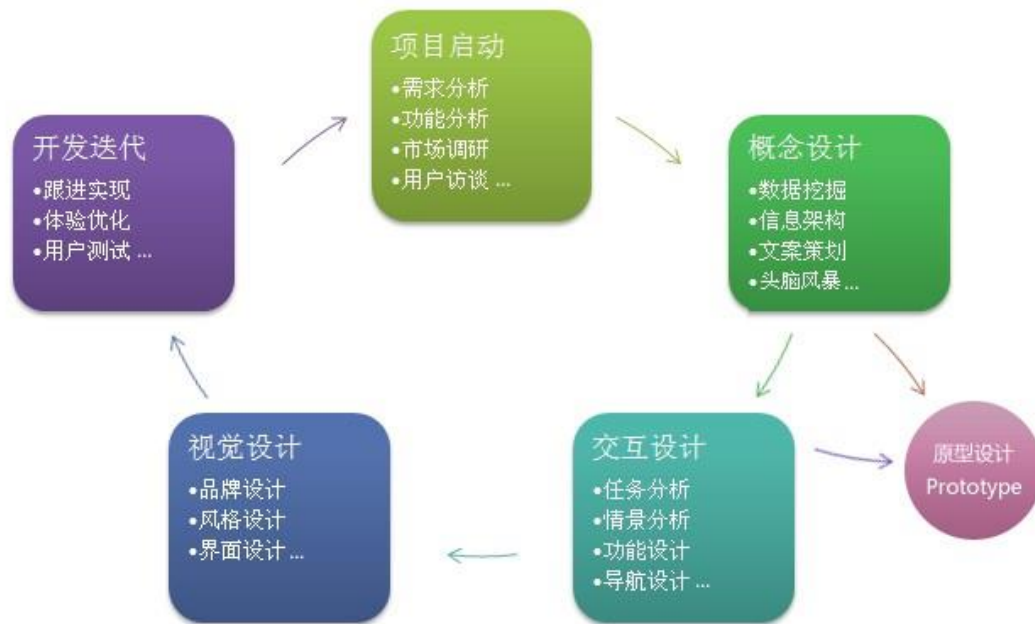 项目启动
•需求分析
•功能分析
•市场调研
•用户访谈 ...
概念设计
•数据挖掘
•信息架构
•文案策划
•头脑风暴 ...
原型设计
Prototype
交互设计
•任务分析
•情景分析
•功能设计
•导航设计 ...
视觉设计
•品牌设计
•风格设计
•界面设计 ...
开发迭代
•跟进实现
•体验优化
•用户测试 ...